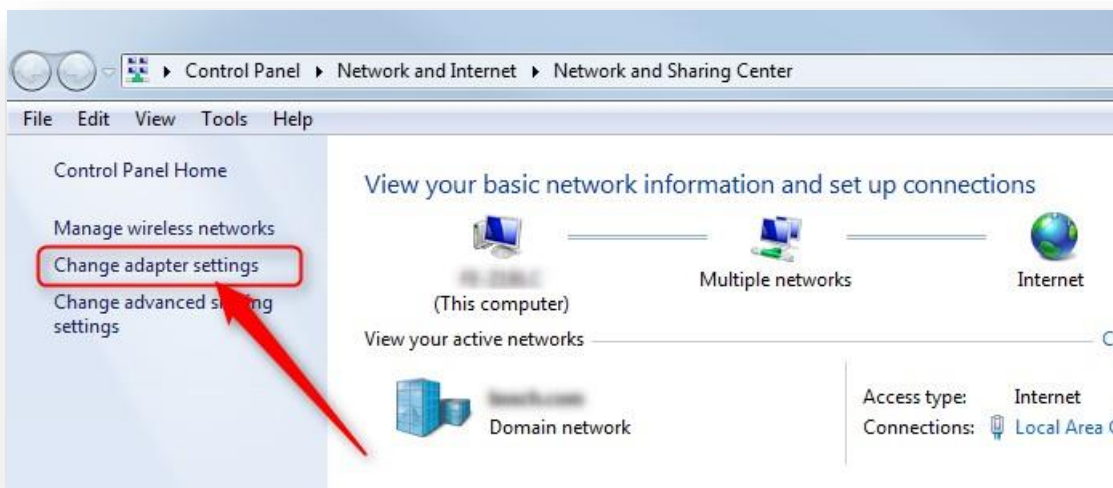 Control Panel Network and Internet Network and Sharing Center
File Edit View Tools Help
Control Panel Home
Manage wireless networks
Change adapter settings
Change advanced
settings
View your basic network information and set up connections
(This computer)
Multiple networks
Internet
View your active networks
C
Domain network
Access type: Internet
Connections: Local Area